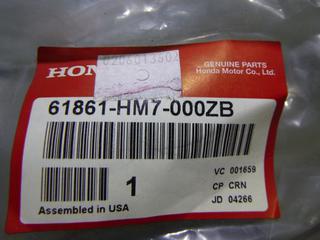 HON
GENUINE PARTS
Honda Motor Co., Ltd.
61861-HM7-000ZB
1
VC 001659
CP CRN
JD 04266
Assembled in USA